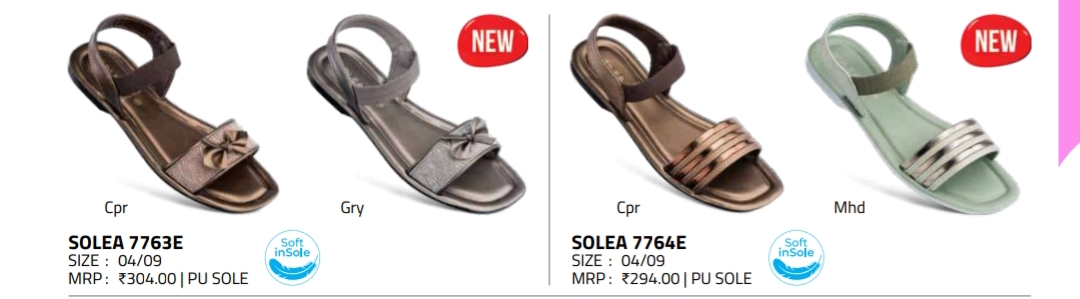 NEW
Cpr
Gry
SOLEA 7763E
SIZE : 04/09
MRP : ₹304.00 | PU SOLE
Soft
inSole
NEW
Cpr
Mhd
SOLEA 7764E
SIZE : 04/09
MRP : ₹294.00 | PU SOLE
Soft
inSole